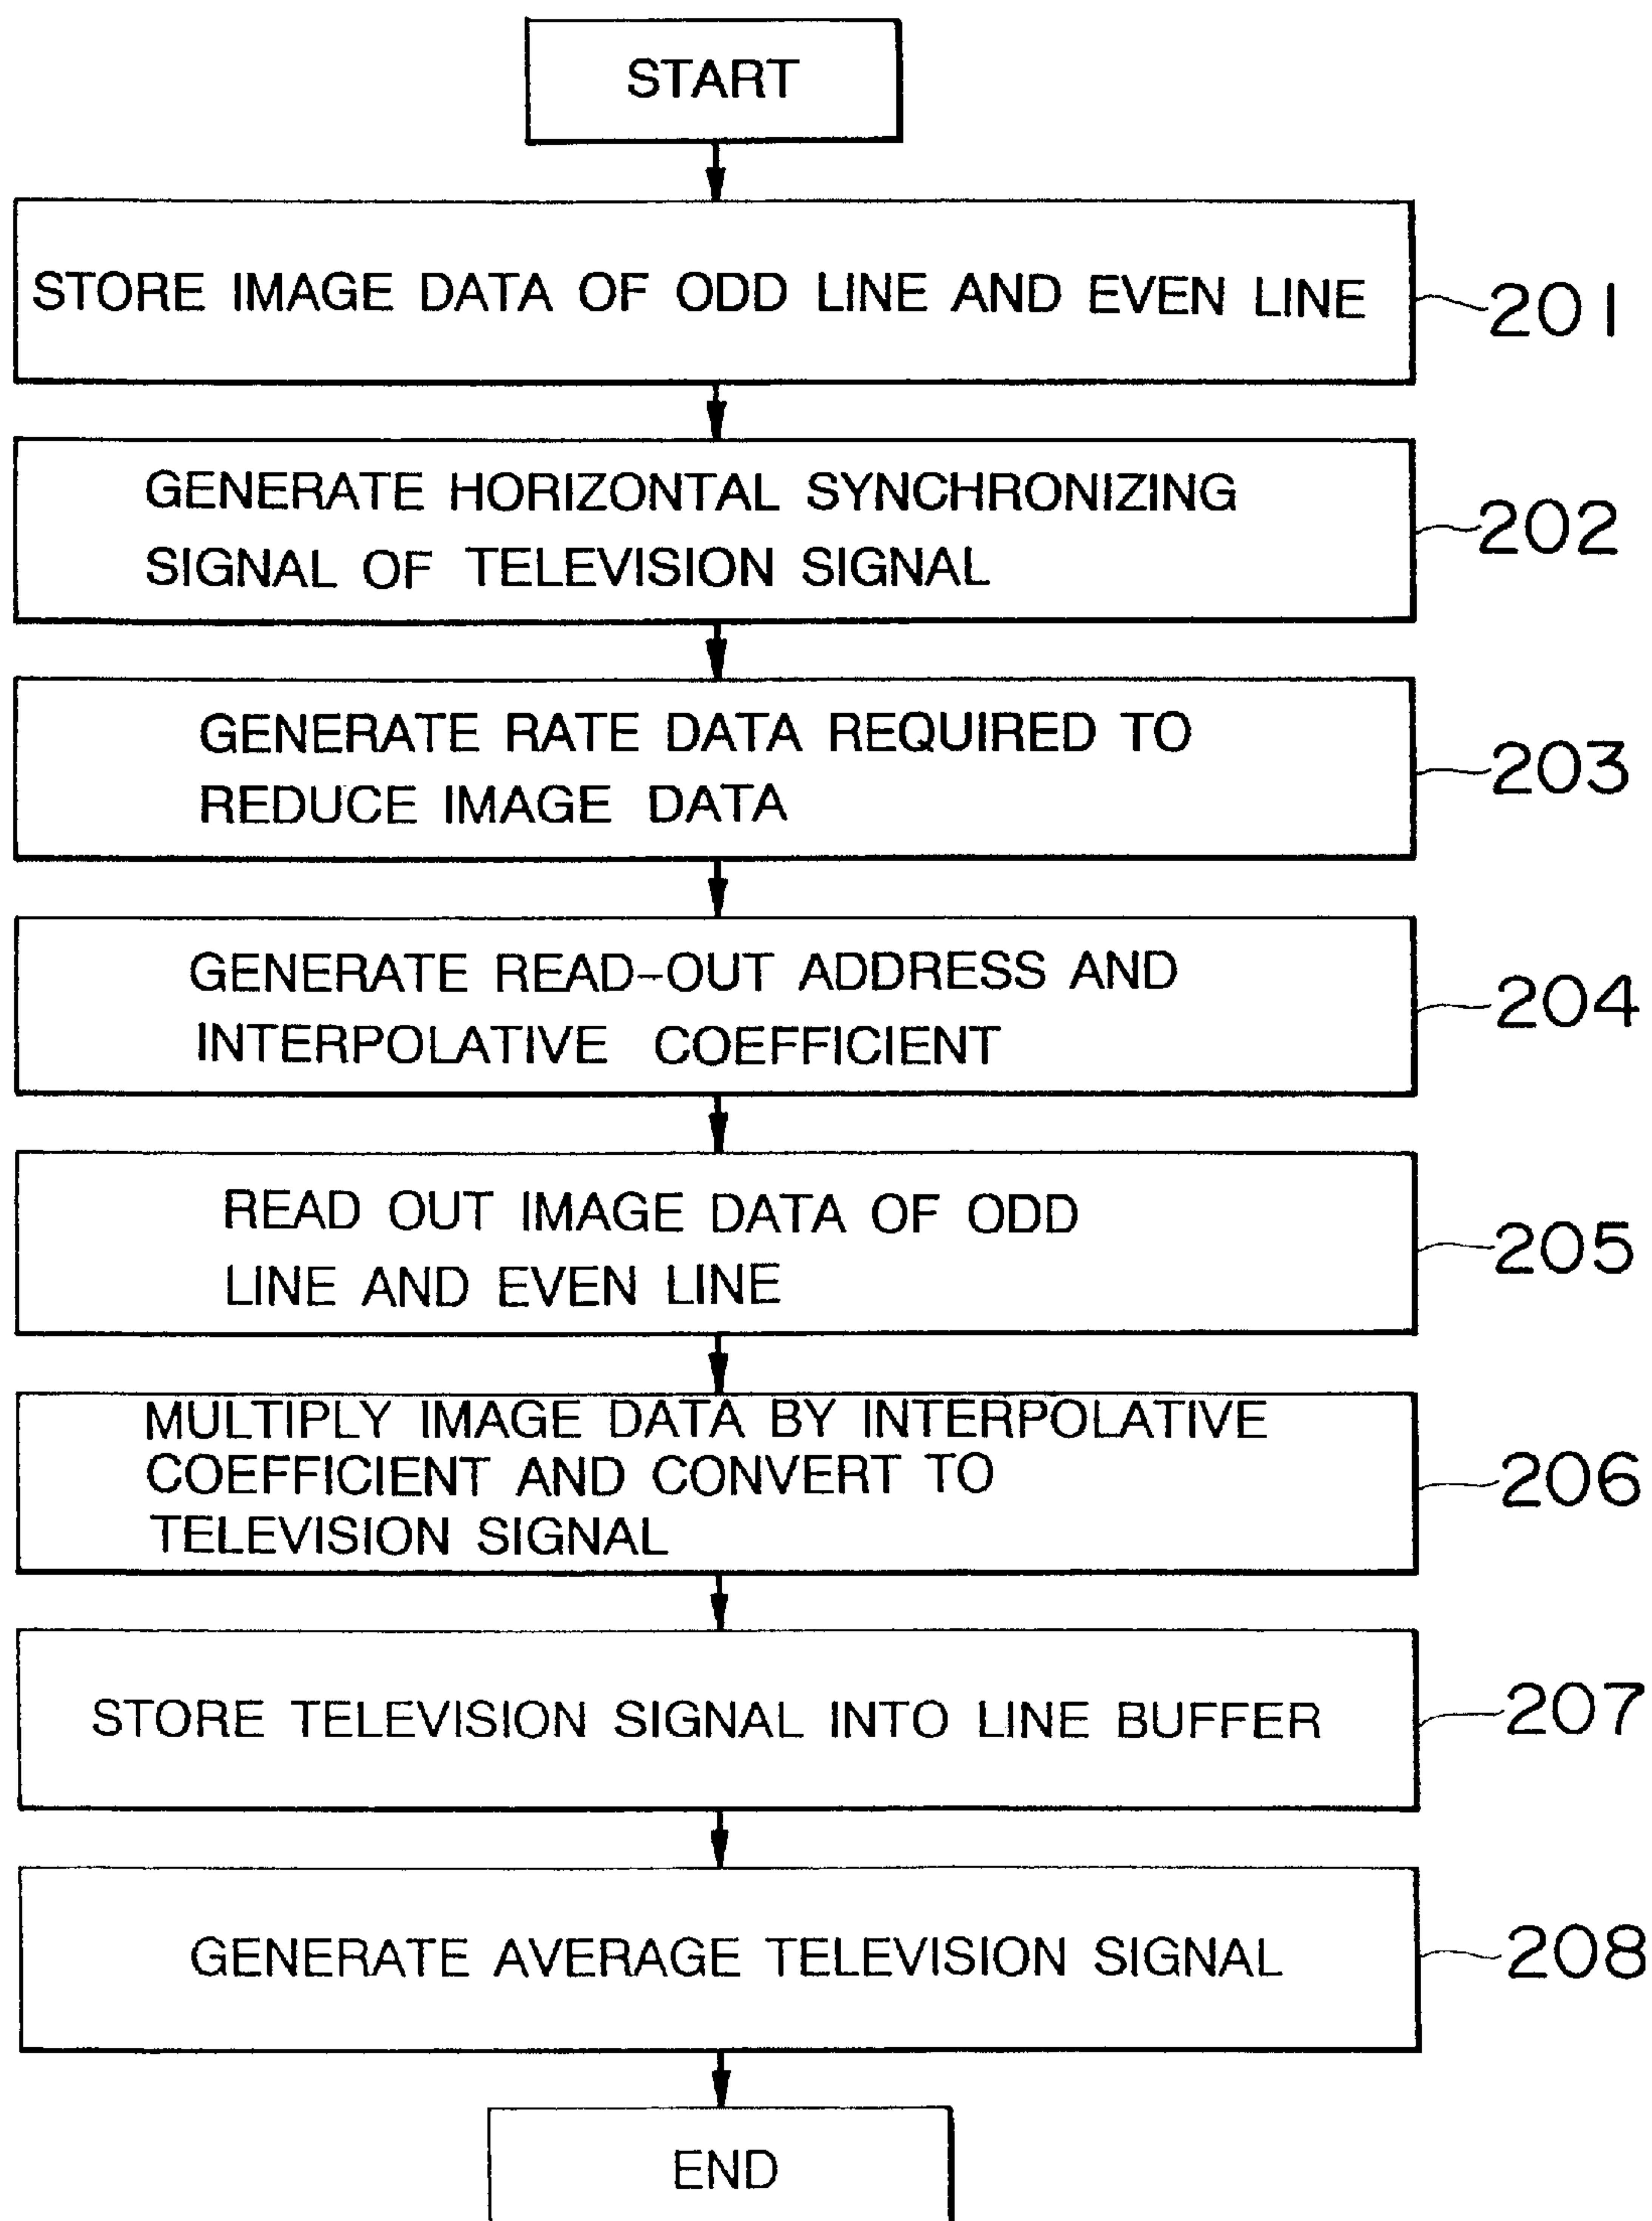 START
STORE IMAGE DATA OF ODD LINE AND EVEN LINE
201
GENERATE HORIZONTAL SYNCHRONIZING
SIGNAL OF TELEVISION SIGNAL
202
GENERATE RATE DATA REQUIRED TO
REDUCE IMAGE DATA
203
GENERATE READ-OUT ADDRESS AND
INTERPOLATIVE COEFFICIENT
204
READ OUT IMAGE DATA OF ODD
LINE AND EVEN LINE
205
MULTIPLY IMAGE DATA BY INTERPOLATIVE
COEFFICIENT AND CONVERT TO
TELEVISION SIGNAL
206
STORE TELEVISION SIGNAL INTO LINE BUFFER
207
GENERATE AVERAGE TELEVISION SIGNAL
208
END